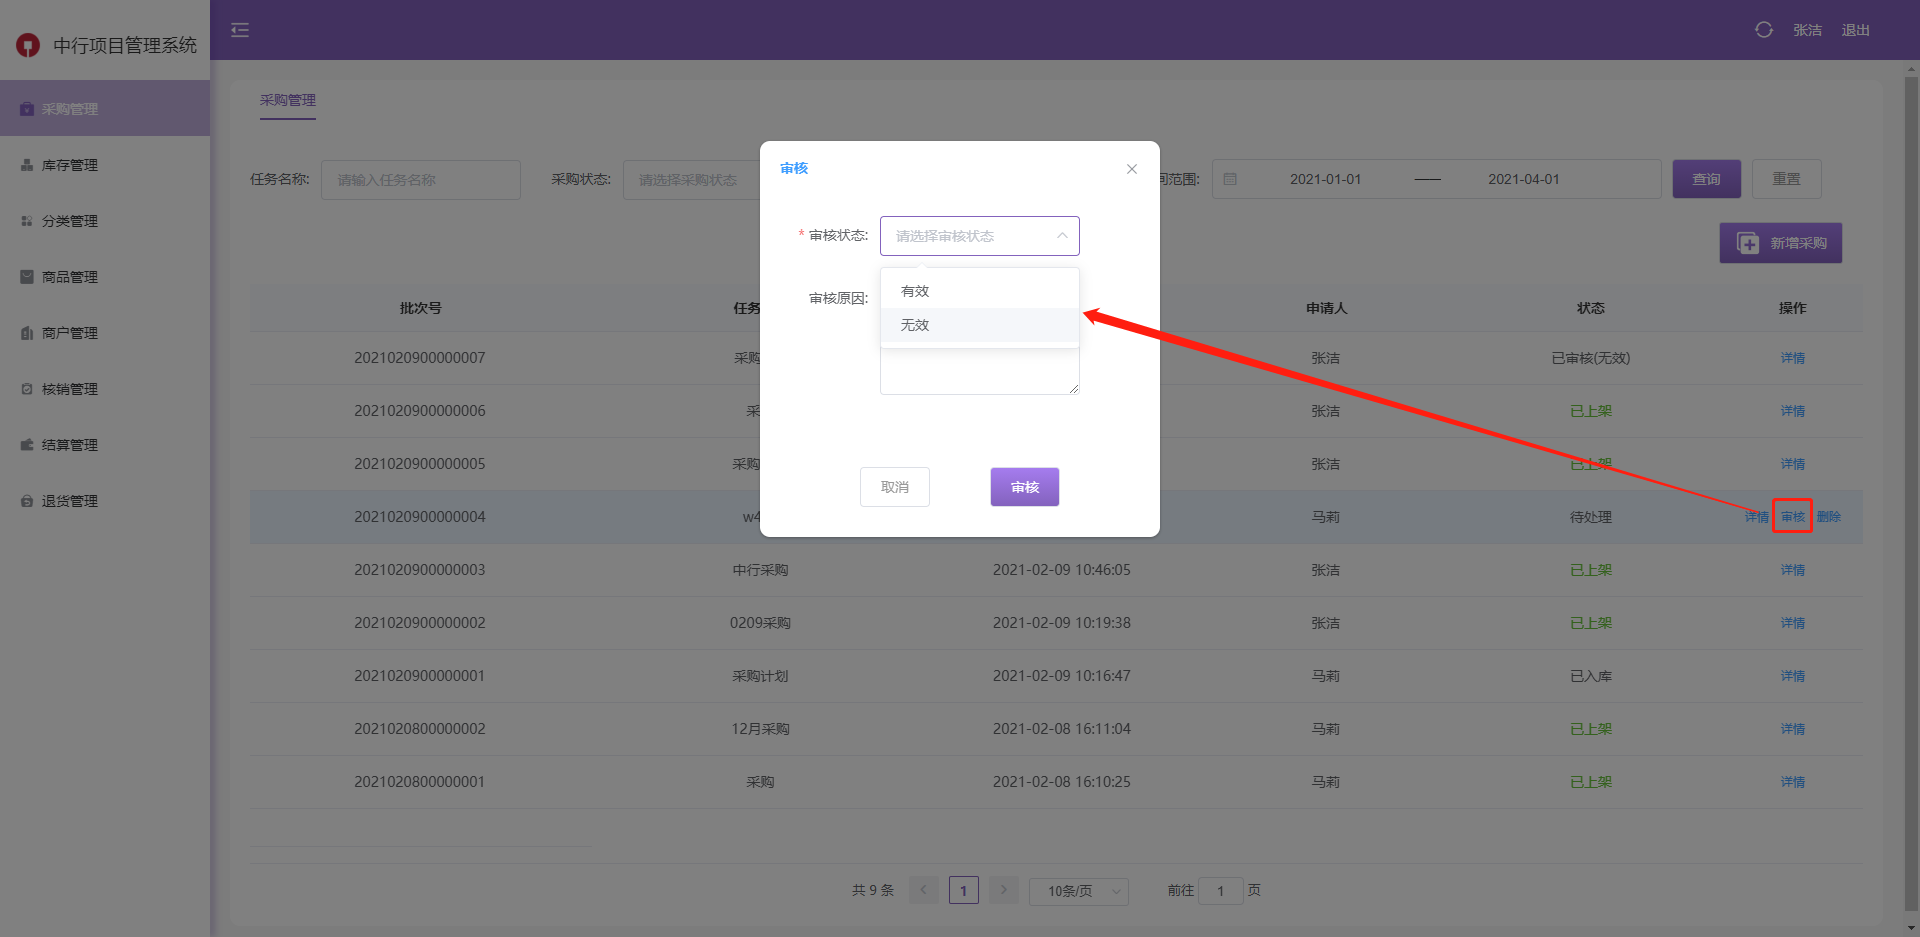 中行项目管理系统
张洁 退出
采购管理
库存管理
分类管理
商品管理
商户管理
核销管理
结算管理
退货管理
采购管理
任务名称: 请输入任务名称 采购状态: 请选择采购状态 间范围: 2021-01-01 —— 2021-04-01 查询 重置
新增采购
批次号 任务 申请人 状态 操作
2021020900000007 采购 张洁 已审核(无效) 详情
2021020900000006 采 张洁 已上架 详情
2021020900000005 采购 张洁 已上架 详情
2021020900000004 w4 马莉 待处理 详情 审核 删除
2021020900000003 中行采购 2021-02-09 10:46:05 张洁 已上架 详情
2021020900000002 0209采购 2021-02-09 10:19:38 张洁 已上架 详情
2021020900000001 采购计划 2021-02-09 10:16:47 马莉 已入库 详情
2021020800000002 12月采购 2021-02-08 16:11:04 马莉 已上架 详情
2021020800000001 采购 2021-02-08 16:10:25 马莉 已上架 详情
共 9 条 1 10条/页 前往 1 页
审核
* 审核状态: 请选择审核状态
有效
无效
审核原因:
取消 审核